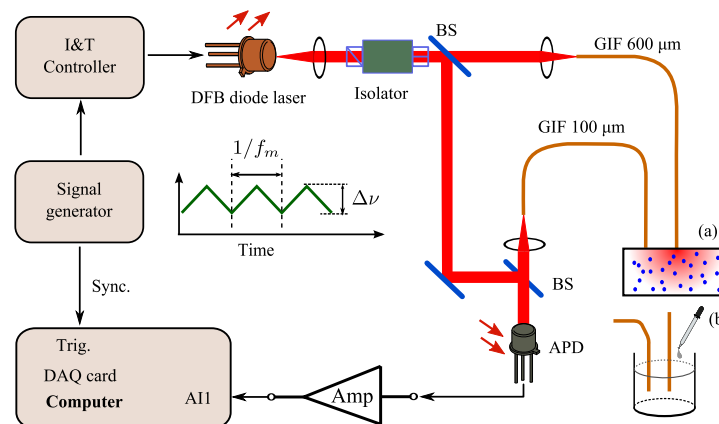 I&T
Controller
DFB diode laser
Isolator
BS
GIF 600 μm
GIF 100 μm
Signal
generator
1/f_m
Δν
Time
Sync.
(a)
BS
(b)
Trig.
DAQ card
Computer
AI1
Amp
APD